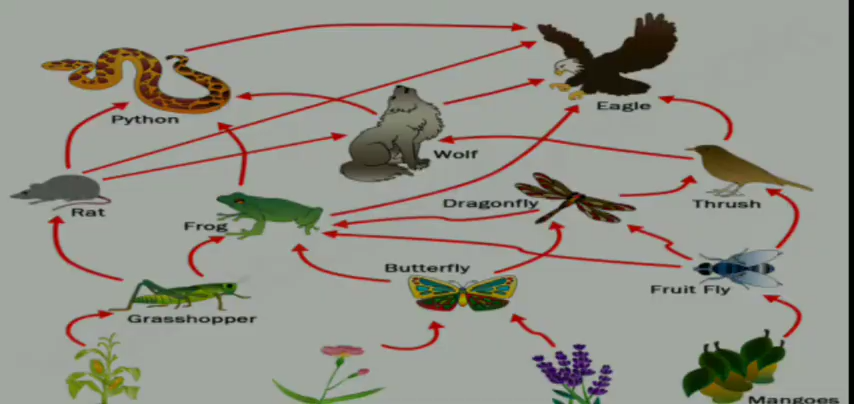 Eagle
Python
Wolf
Rat
Frog
Dragonfly
Thrush
Butterfly
Fruit Fly
Grasshopper
Mangoes